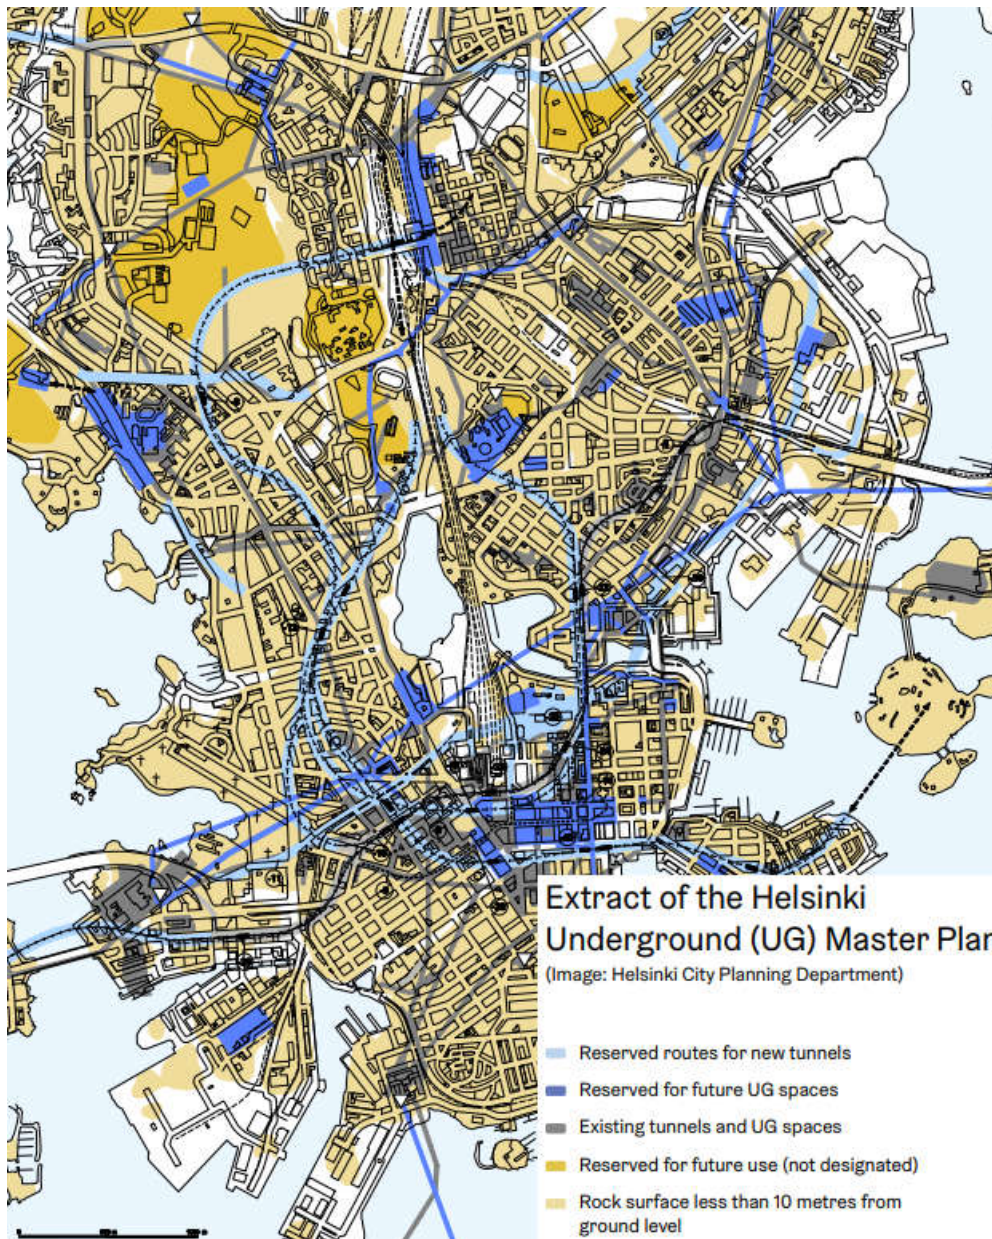 Extract of the Helsinki
Underground (UG) Master Plan
(Image: Helsinki City Planning Department)
Reserved routes for new tunnels
Reserved for future UG spaces
Existing tunnels and UG spaces
Reserved for future use (not designated)
Rock surface less than 10 metres from
ground level